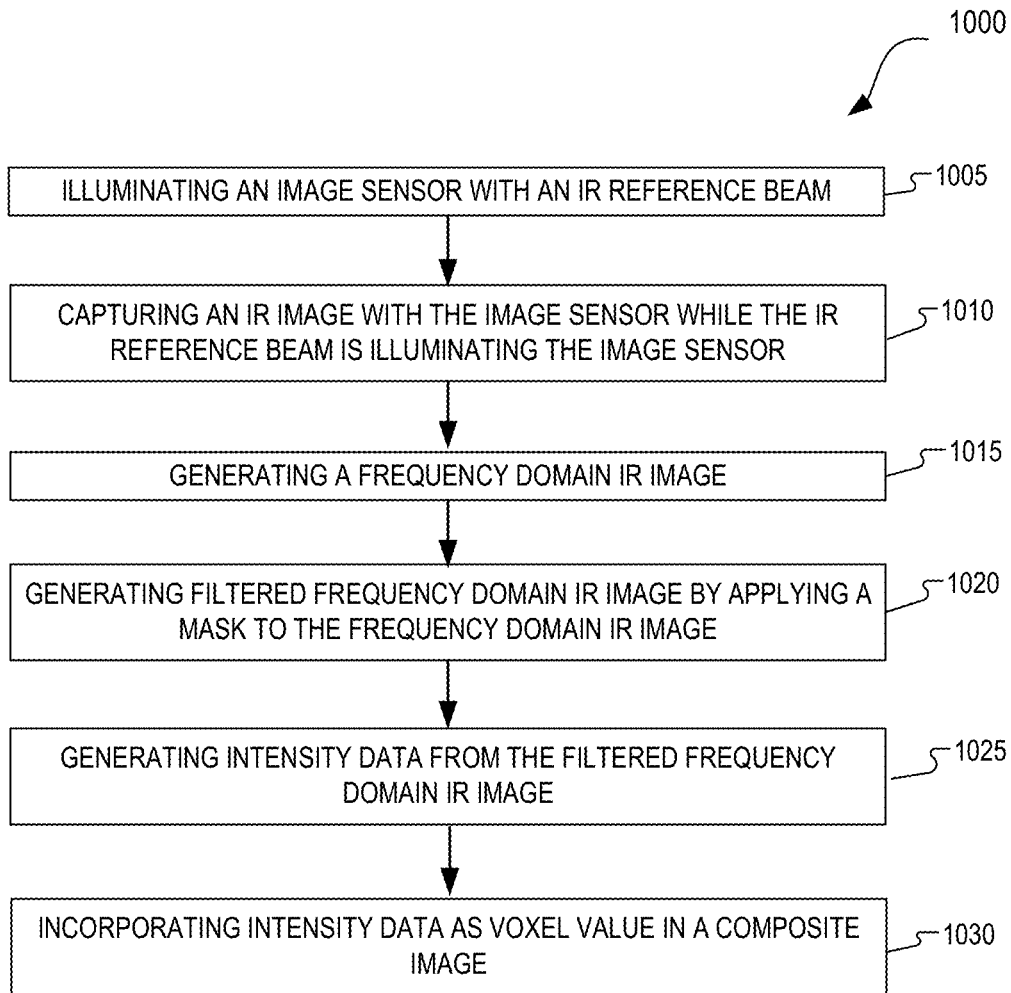 1000
ILLUMINATING AN IMAGE SENSOR WITH AN IR REFERENCE BEAM
1005
CAPTURING AN IR IMAGE WITH THE IMAGE SENSOR WHILE THE IR
REFERENCE BEAM IS ILLUMINATING THE IMAGE SENSOR
1010
GENERATING A FREQUENCY DOMAIN IR IMAGE
1015
GENERATING FILTERED FREQUENCY DOMAIN IR IMAGE BY APPLYING A
MASK TO THE FREQUENCY DOMAIN IR IMAGE
1020
GENERATING INTENSITY DATA FROM THE FILTERED FREQUENCY
DOMAIN IR IMAGE
1025
INCORPORATING INTENSITY DATA AS VOXEL VALUE IN A COMPOSITE
IMAGE
1030